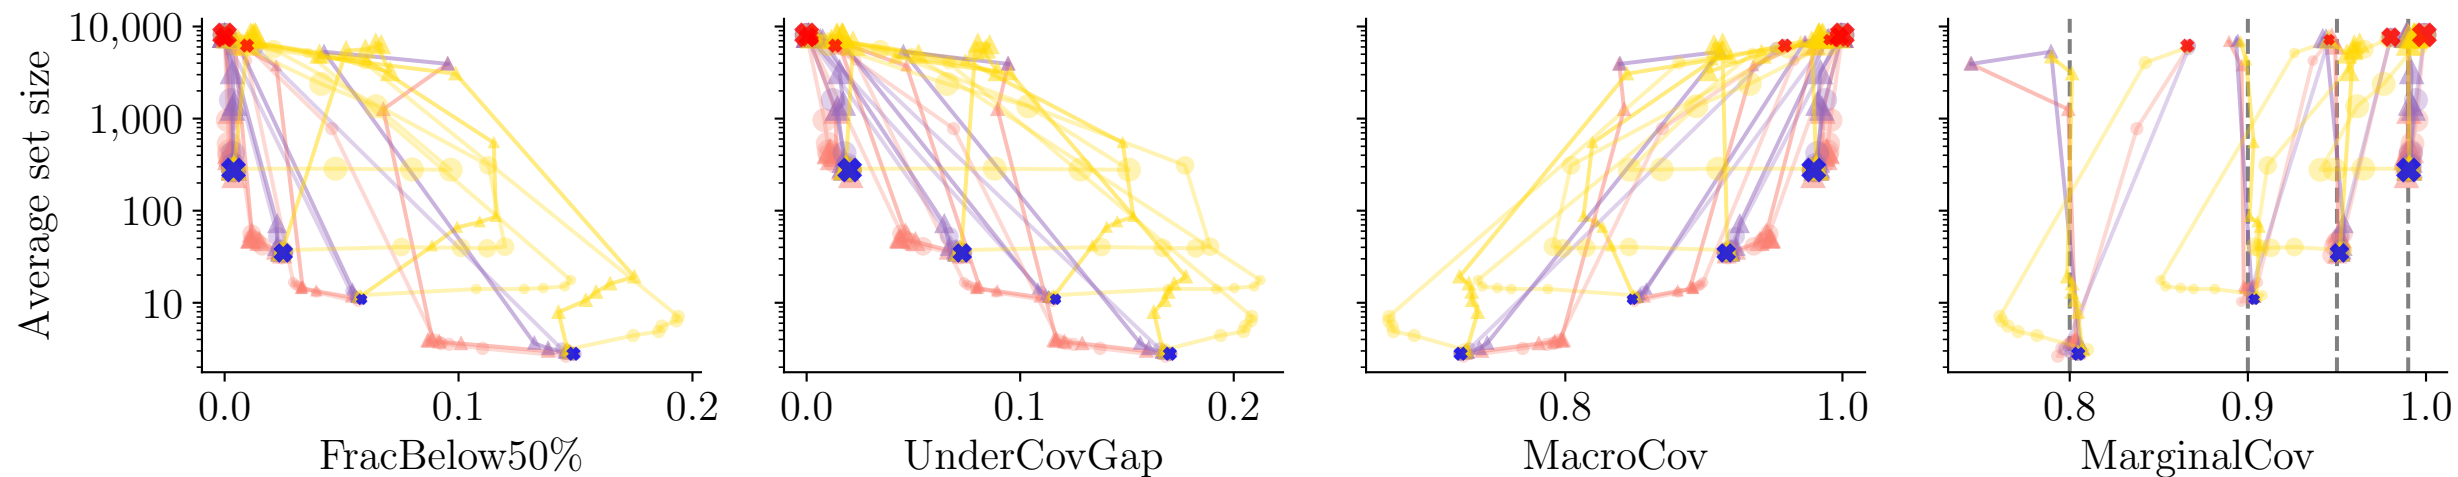 Average set size
10,000
1,000
100
10
0.0 0.1 0.2
FracBelow50%
0.0 0.1 0.2
UnderCovGap
0.8 1.0
MacroCov
0.8 0.9 1.0
MarginalCov